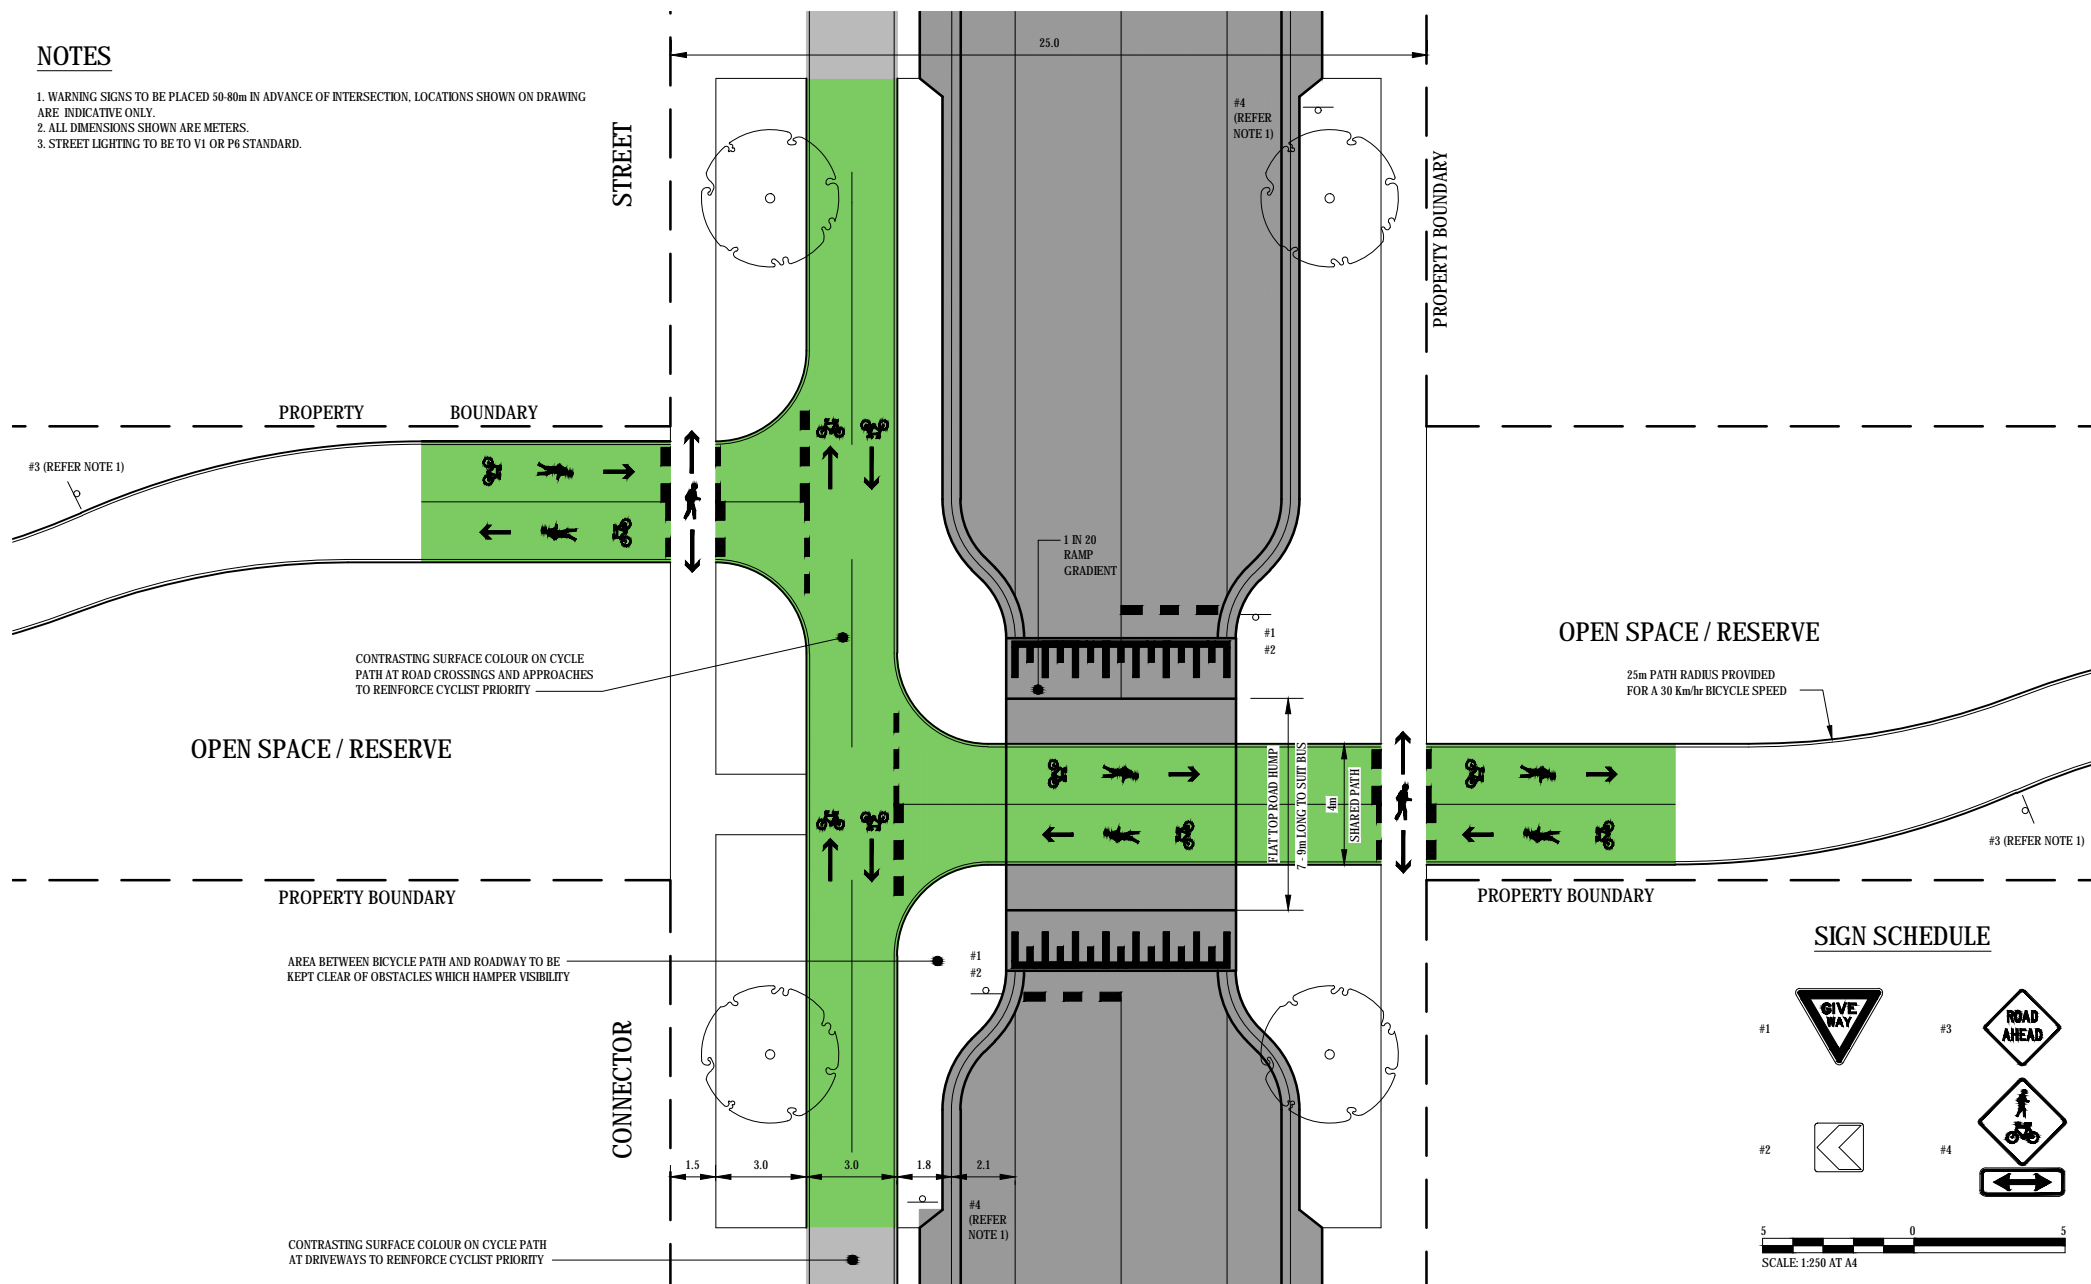 NOTES
1. WARNING SIGNS TO BE PLACED 50-80m IN ADVANCE OF INTERSECTION, LOCATIONS SHOWN ON DRAWING
ARE INDICATIVE ONLY.
2. ALL DIMENSIONS SHOWN ARE METERS.
3. STREET LIGHTING TO BE TO V1 OR P6 STANDARD.
25.0
STREET
#4
(REFER
NOTE 1)
PROPERTY BOUNDARY
PROPERTY BOUNDARY
#3 (REFER NOTE 1)
1 IN 20
RAMP
GRADIENT
#1
#2
OPEN SPACE / RESERVE
CONTRASTING SURFACE COLOUR ON CYCLE
PATH AT ROAD CROSSINGS AND APPROACHES
TO REINFORCE CYCLIST PRIORITY
25m PATH RADIUS PROVIDED
FOR A 30 Km/hr BICYCLE SPEED
OPEN SPACE / RESERVE
FLAT TOP ROAD HUMP
7 - 9m LONG TO SUIT BUS
4m
SHARED PATH
#3 (REFER NOTE 1)
PROPERTY BOUNDARY
PROPERTY BOUNDARY
AREA BETWEEN BICYCLE PATH AND ROADWAY TO BE
KEPT CLEAR OF OBSTACLES WHICH HAMPER VISIBILITY
#1
#2
CONNECTOR
1.5
3.0
3.0
1.8
2.1
#4
(REFER
NOTE 1)
CONTRASTING SURFACE COLOUR ON CYCLE PATH
AT DRIVEWAYS TO REINFORCE CYCLIST PRIORITY
SIGN SCHEDULE
#1
GIVE
WAY
#3
ROAD
AHEAD
#2
#4
5
0
5
SCALE: 1:250 AT A4